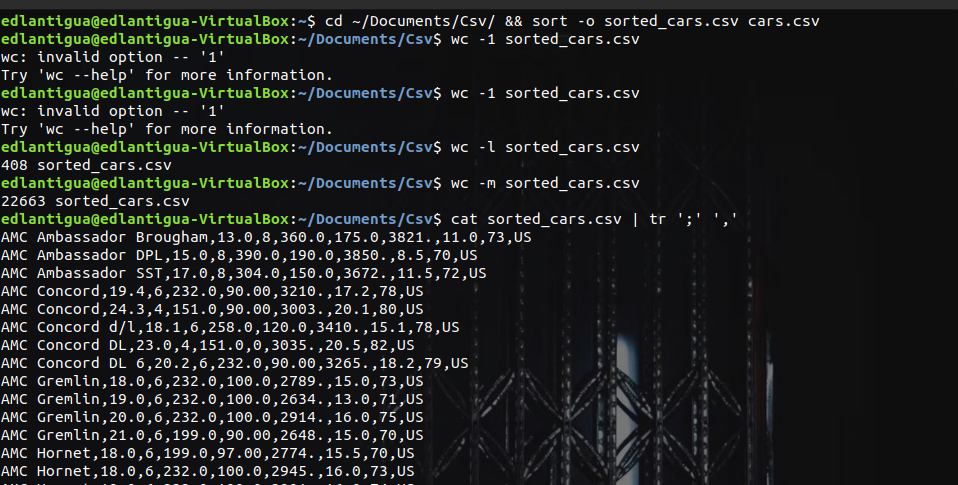 edlantigua@edlantigua-VirtualBox:~$ cd ~/Documents/Csv/ && sort -o sorted_cars.csv cars.csv
edlantigua@edlantigua-VirtualBox:~/Documents/Csv$ wc -1 sorted_cars.csv
wc: invalid option -- '1'
Try 'wc --help' for more information.
edlantigua@edlantigua-VirtualBox:~/Documents/Csv$ wc -1 sorted_cars.csv
wc: invalid option -- '1'
Try 'wc --help' for more information.
edlantigua@edlantigua-VirtualBox:~/Documents/Csv$ wc -l sorted_cars.csv
408 sorted_cars.csv
edlantigua@edlantigua-VirtualBox:~/Documents/Csv$ wc -m sorted_cars.csv
22663 sorted_cars.csv
edlantigua@edlantigua-VirtualBox:~/Documents/Csv$ cat sorted_cars.csv | tr ';' ','
AMC Ambassador Brougham,13.0,8,360.0,175.0,3821.,11.0,73,US
AMC Ambassador DPL,15.0,8,390.0,190.0,3850.,8.5,70,US
AMC Ambassador SST,17.0,8,304.0,150.0,3672.,11.5,72,US
AMC Concord,19.4,6,232.0,90.00,3210.,17.2,78,US
AMC Concord,24.3,4,151.0,90.00,3003.,20.1,80,US
AMC Concord d/l,18.1,6,258.0,120.0,3410.,15.1,78,US
AMC Concord DL,23.0,4,151.0,0,3035.,20.5,82,US
AMC Concord DL 6,20.2,6,232.0,90.00,3265.,18.2,79,US
AMC Gremlin,18.0,6,232.0,100.0,2789.,15.0,73,US
AMC Gremlin,19.0,6,232.0,100.0,2634.,13.0,71,US
AMC Gremlin,20.0,6,232.0,100.0,2914.,16.0,75,US
AMC Gremlin,21.0,6,199.0,90.00,2648.,15.0,70,US
AMC Hornet,18.0,6,199.0,97.00,2774.,15.5,70,US
AMC Hornet,18.0,6,232.0,100.0,2945.,16.0,73,US